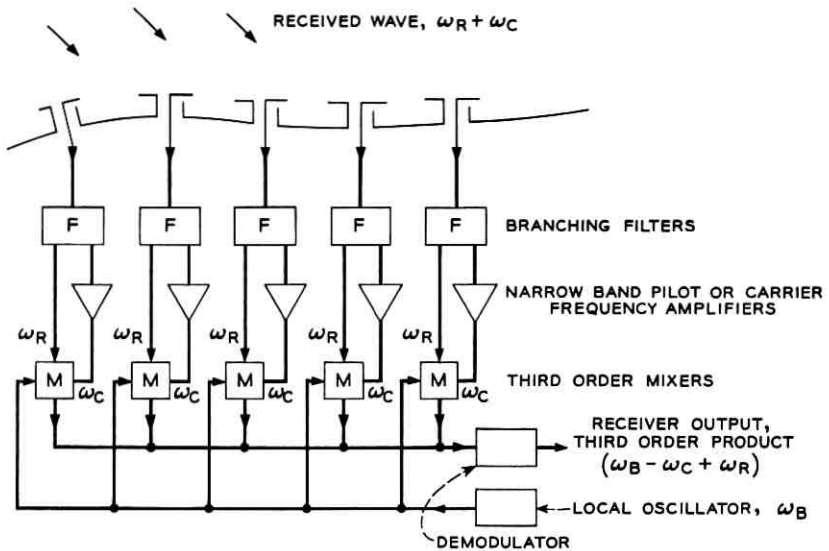 RECEIVED WAVE, ωR + ωC
F F F F F
BRANCHING FILTERS
NARROW BAND PILOT OR CARRIER
FREQUENCY AMPLIFIERS
ωR ωR ωR ωR ωR
M M M M M
THIRD ORDER MIXERS
ωC ωC ωC ωC ωC
RECEIVER OUTPUT,
THIRD ORDER PRODUCT
(ωB - ωC + ωR)
LOCAL OSCILLATOR, ωB
DEMODULATOR